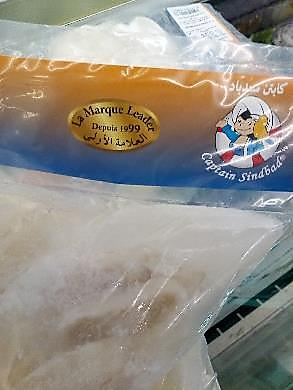 La Marque Leader
Depuis 1999
العلامة الأولى
كابتن سندباد
Captain Sindbad